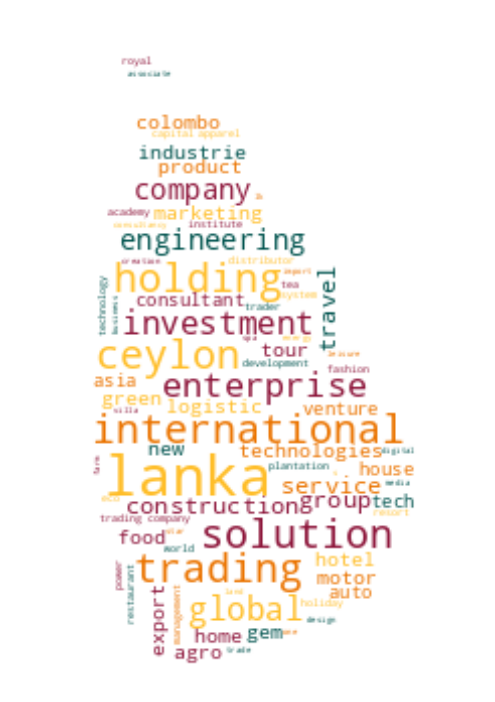 royal
associate
colombo
capital apparel
industrie
product
company
academy marketing
consultancy institute
engineering
creation distributor
holding import
tea
technology
system
business
consultant
trader
travel
investment
spa energy
ceylon tour
leisure
development
fashion
asia enterprise
green logistic venture
villa
international
new technologies digital
farm
lanka plantation house
service media
eco
construction group tech
resort
trading company
food star solution
world
power
restaurant
trading hotel
motor
auto
export
management
land
global holiday
design
home gem one
agro trade